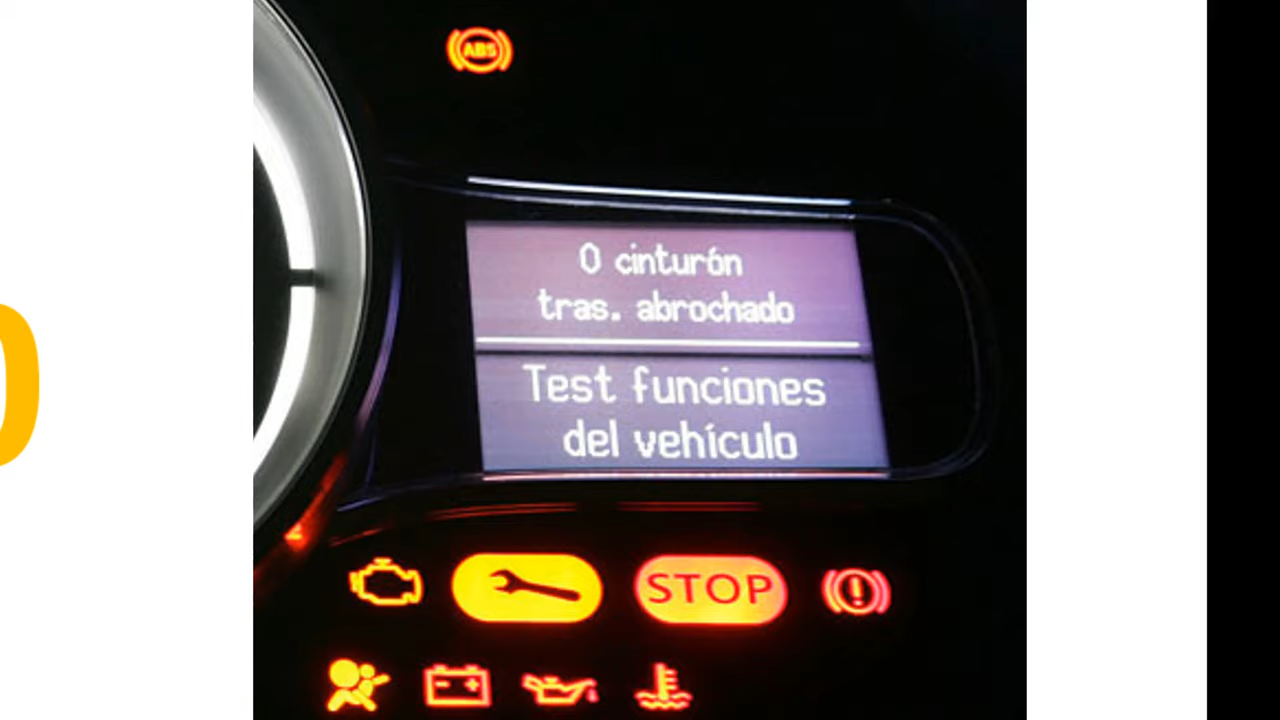 ABS
0 cinturón
tras. abrochado
Test funciones
del vehículo
STOP